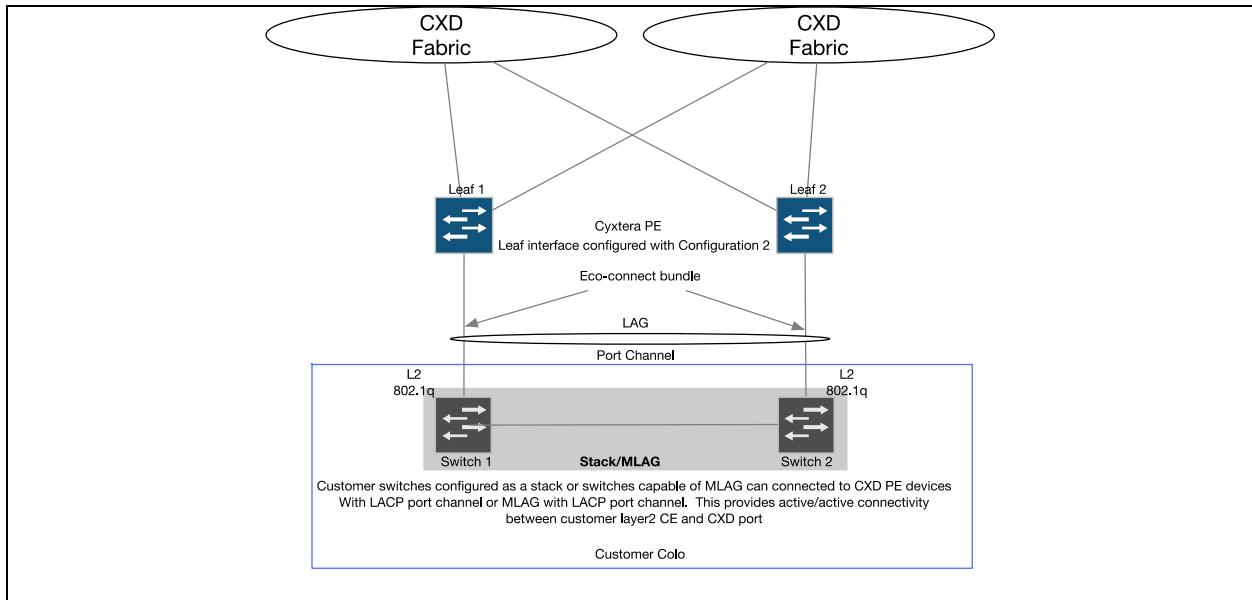 CXD
Fabric
CXD
Fabric
Leaf 1
Leaf 2
Cyxtera PE
Leaf interface configured with Configuration 2
Eco-connect bundle
LAG
Port Channel
L2
802.1q
L2
802.1q
Switch 1
Stack/MLAG
Switch 2
Customer switches configured as a stack or switches capable of MLAG can connected to CXD PE devices
With LACP port channel or MLAG with LACP port channel. This provides active/active connectivity
between customer layer2 CE and CXD port
Customer Colo